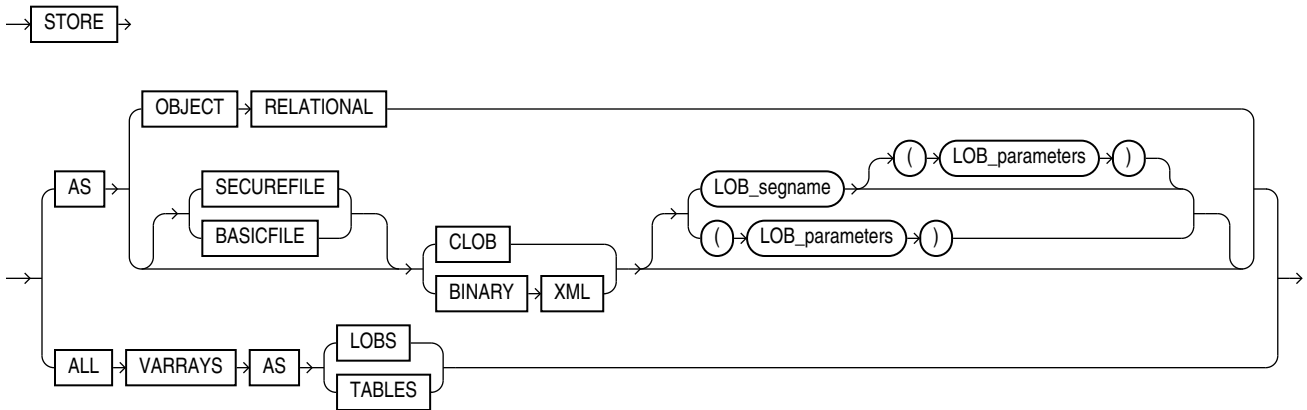 STORE
OBJECT RELATIONAL
( LOB_parameters )
AS SECUREFILE LOB_segname
BASICFILE ( LOB_parameters )
CLOB
BINARY XML
LOBS
ALL VARRAYS AS
TABLES